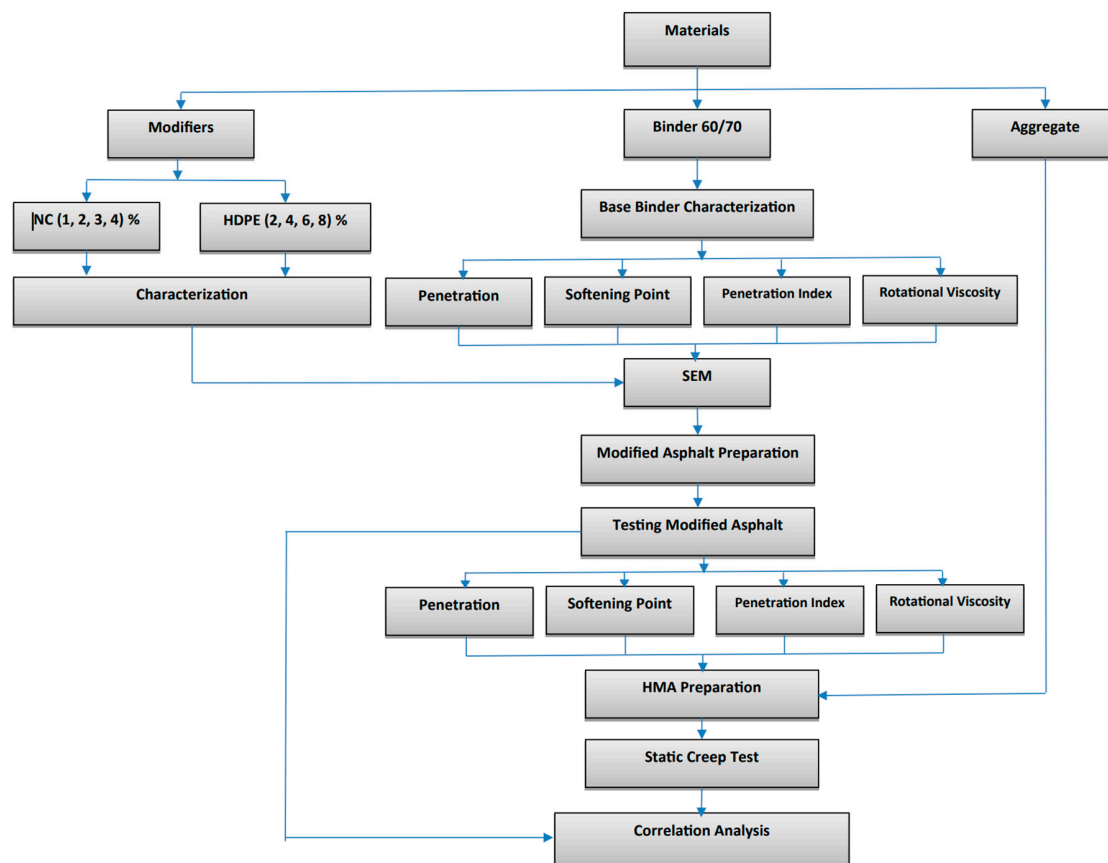 Materials
Modifiers
Binder 60/70
Aggregate
NC (1, 2, 3, 4) %
HDPE (2, 4, 6, 8) %
Base Binder Characterization
Characterization
Penetration
Softening Point
Penetration Index
Rotational Viscosity
SEM
Modified Asphalt Preparation
Testing Modified Asphalt
Penetration
Softening Point
Penetration Index
Rotational Viscosity
HMA Preparation
Static Creep Test
Correlation Analysis